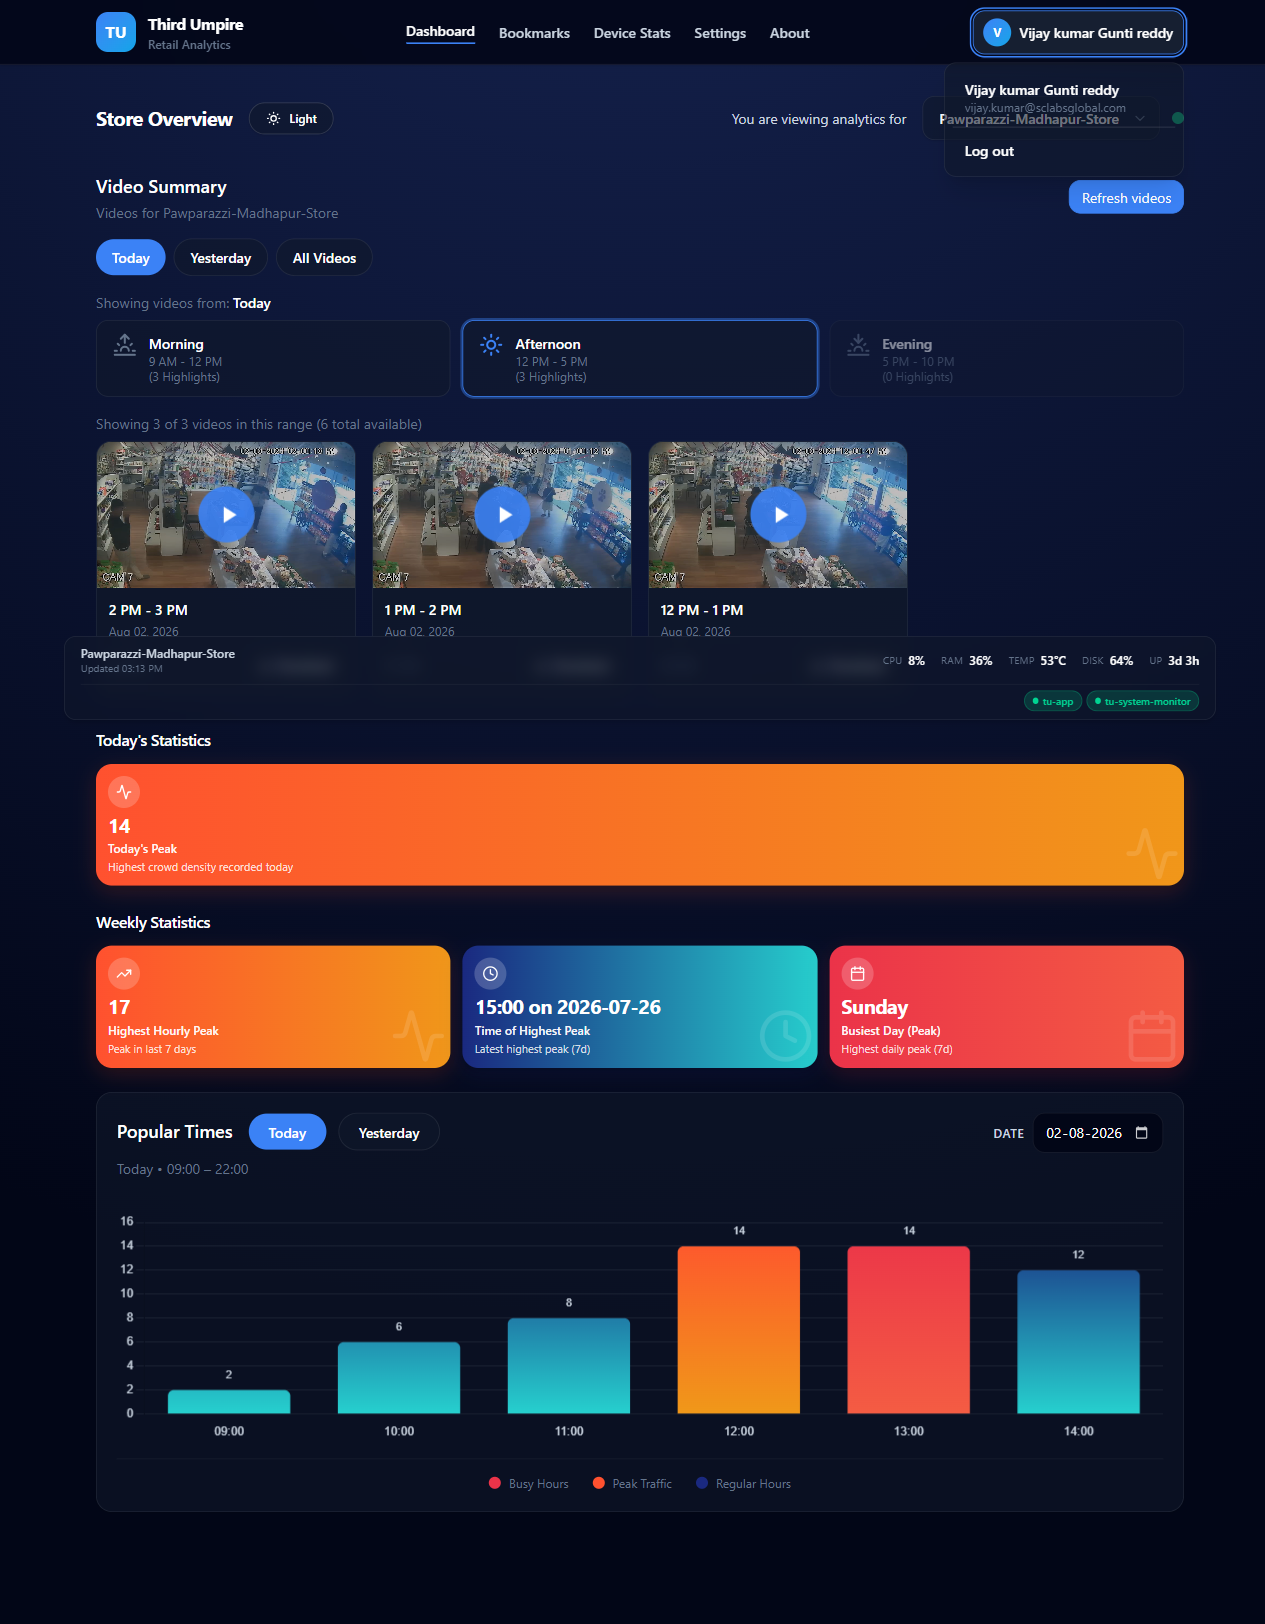 TU
Third Umpire
Retail Analytics
Dashboard
Bookmarks
Device Stats
Settings
About
V
Vijay kumar Gunti reddy
Vijay kumar Gunti reddy
vijay.kumar@sclabsglobal.com
Log out
Store Overview
Light
You are viewing analytics for
Pawparazzi-Madhapur-Store
Video Summary
Videos for Pawparazzi-Madhapur-Store
Refresh videos
Today
Yesterday
All Videos
Showing videos from: Today
Morning
9 AM - 12 PM
(3 Highlights)
Afternoon
12 PM - 5 PM
(3 Highlights)
Evening
5 PM - 10 PM
(0 Highlights)
Showing 3 of 3 videos in this range (6 total available)
CAM 7
CAM 7
CAM 7
2 PM - 3 PM
Aug 02, 2026
1 PM - 2 PM
Aug 02, 2026
12 PM - 1 PM
Aug 02, 2026
Pawparazzi-Madhapur-Store
Updated 03:13 PM
CPU 8%
RAM 36%
TEMP 53°C
DISK 64%
UP 3d 3h
tu-app
tu-system-monitor
Today's Statistics
14
Today's Peak
Highest crowd density recorded today
Weekly Statistics
17
Highest Hourly Peak
Peak in last 7 days
15:00 on 2026-07-26
Time of Highest Peak
Latest highest peak (7d)
Sunday
Busiest Day (Peak)
Highest daily peak (7d)
Popular Times
Today
Yesterday
DATE
02-08-2026
Today • 09:00 – 22:00
16
14
12
10
8
6
4
2
0
2
6
8
14
14
12
09:00
10:00
11:00
12:00
13:00
14:00
Busy Hours
Peak Traffic
Regular Hours